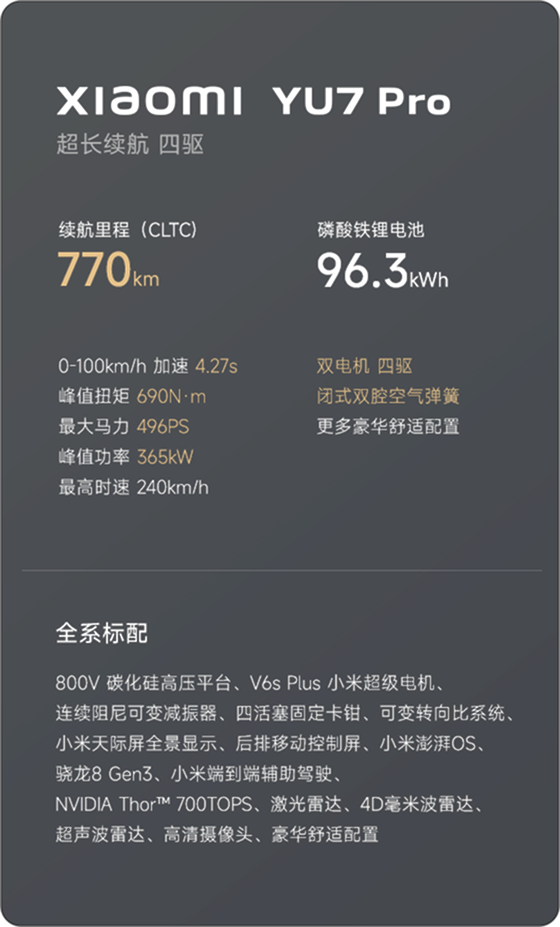 xiaomi YU7 Pro
超长续航 四驱
续航里程（CLTC）
770km
磷酸铁锂电池
96.3kWh
0-100km/h 加速 4.27s
峰值扭矩 690N·m
最大马力 496PS
峰值功率 365kW
最高时速 240km/h
双电机 四驱
闭式双腔空气弹簧
更多豪华舒适配置
全系标配
800V 碳化硅高压平台、V6s Plus 小米超级电机、
连续阻尼可变减振器、四活塞固定卡钳、可变转向比系统、
小米天际屏全景显示、后排移动控制屏、小米澎湃OS、
骁龙8 Gen3、小米端到端辅助驾驶、
NVIDIA Thor™ 700TOPS、激光雷达、4D毫米波雷达、
超声波雷达、高清摄像头、豪华舒适配置